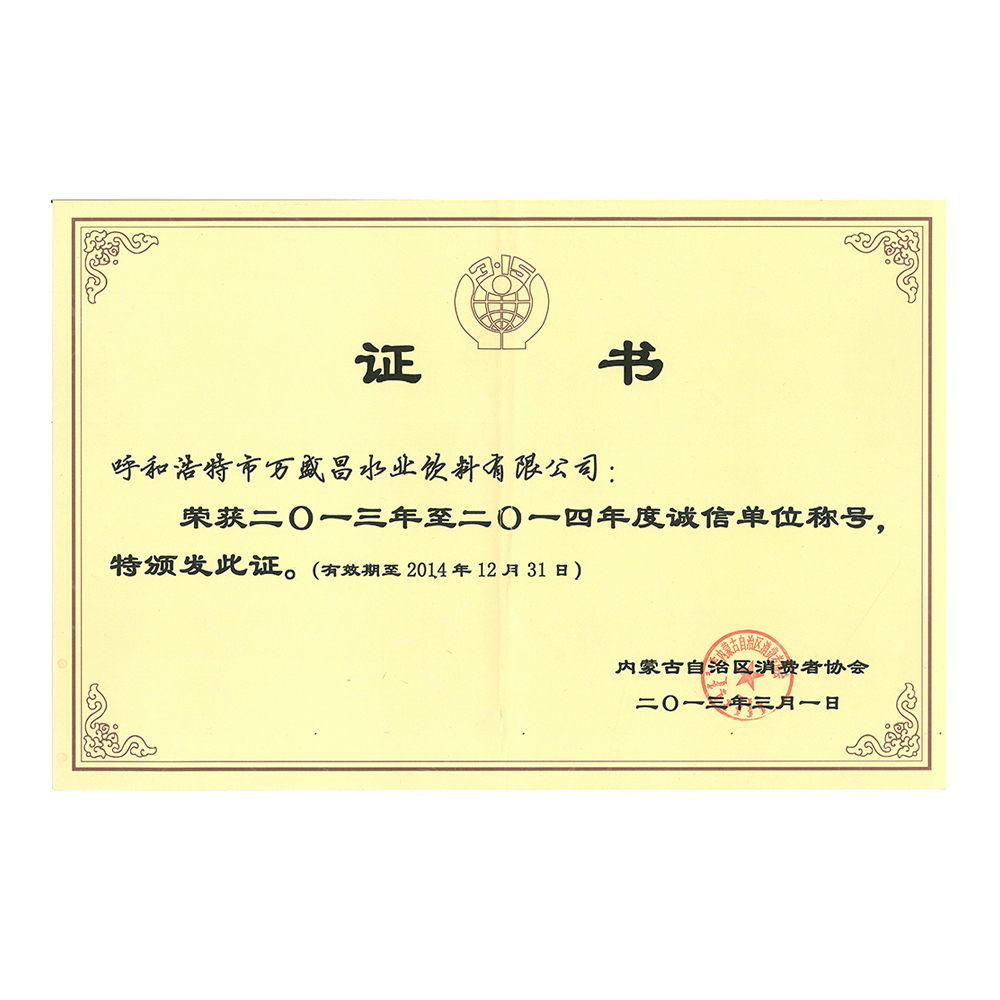 3·15
证 书
呼和浩特市万盛昌水业饮料有限公司：
荣获二〇一三年至二〇一四年度诚信单位称号，
特颁发此证。(有效期至 2014 年 12 月 31 日)
内蒙古自治区消费者协会
内蒙古自治区消费者协会
二〇一三年三月一日